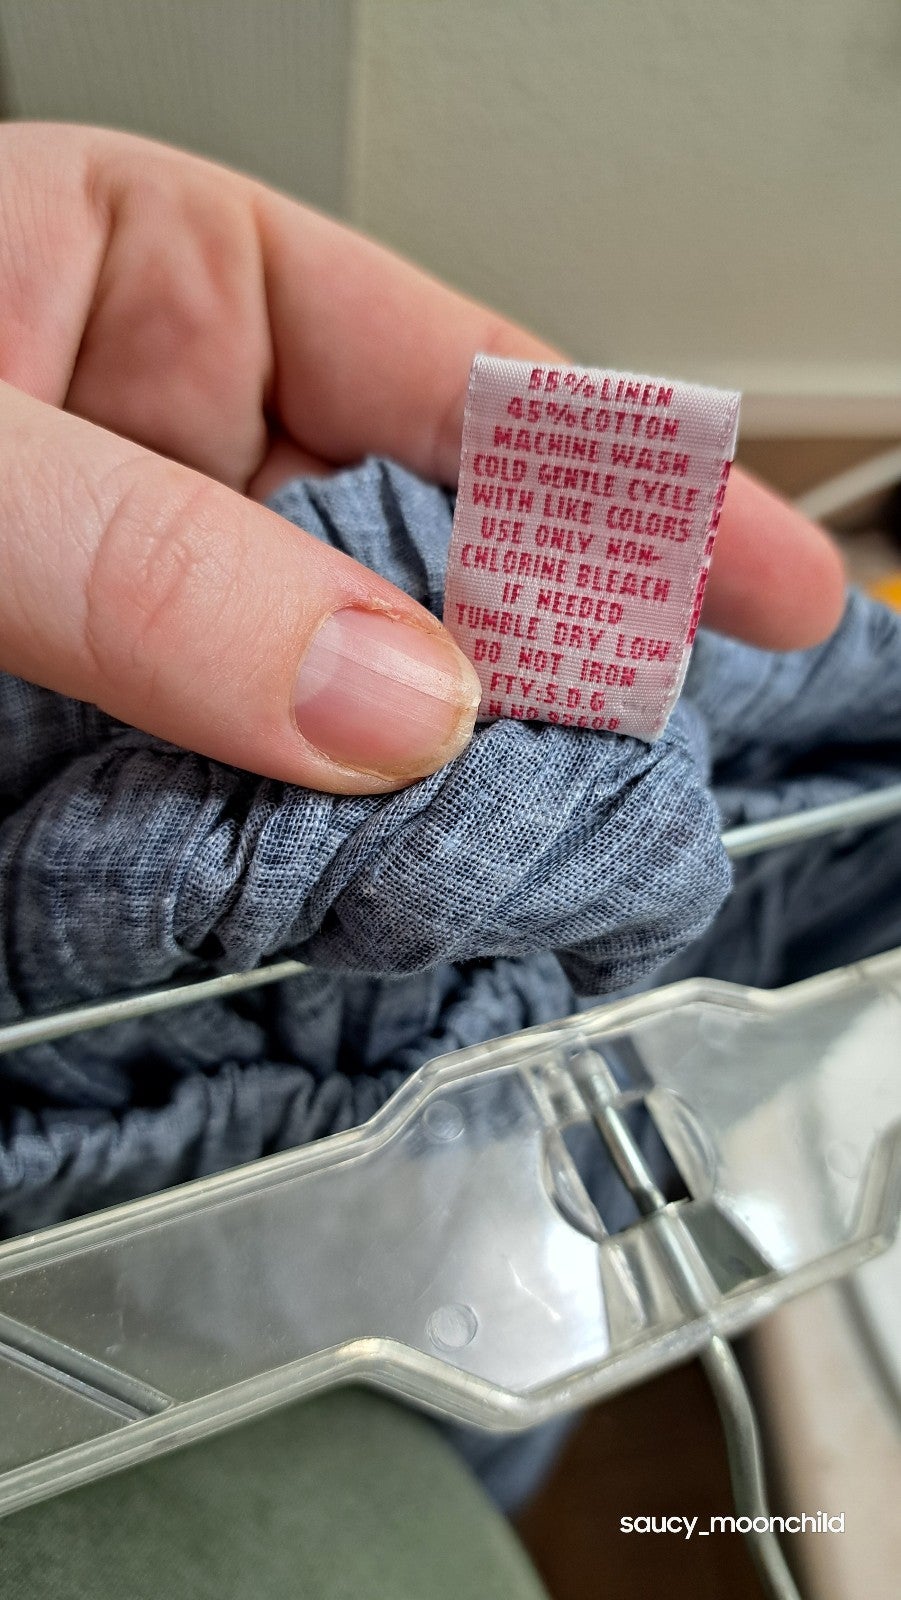 55% LINEN
45% COTTON
MACHINE WASH
COLD GENTLE CYCLE
WITH LIKE COLORS
USE ONLY NON-
CHLORINE BLEACH
IF NEEDED
TUMBLE DRY LOW
DO NOT IRON
FTY:S.D.G
N.NO
saucy_moonchild